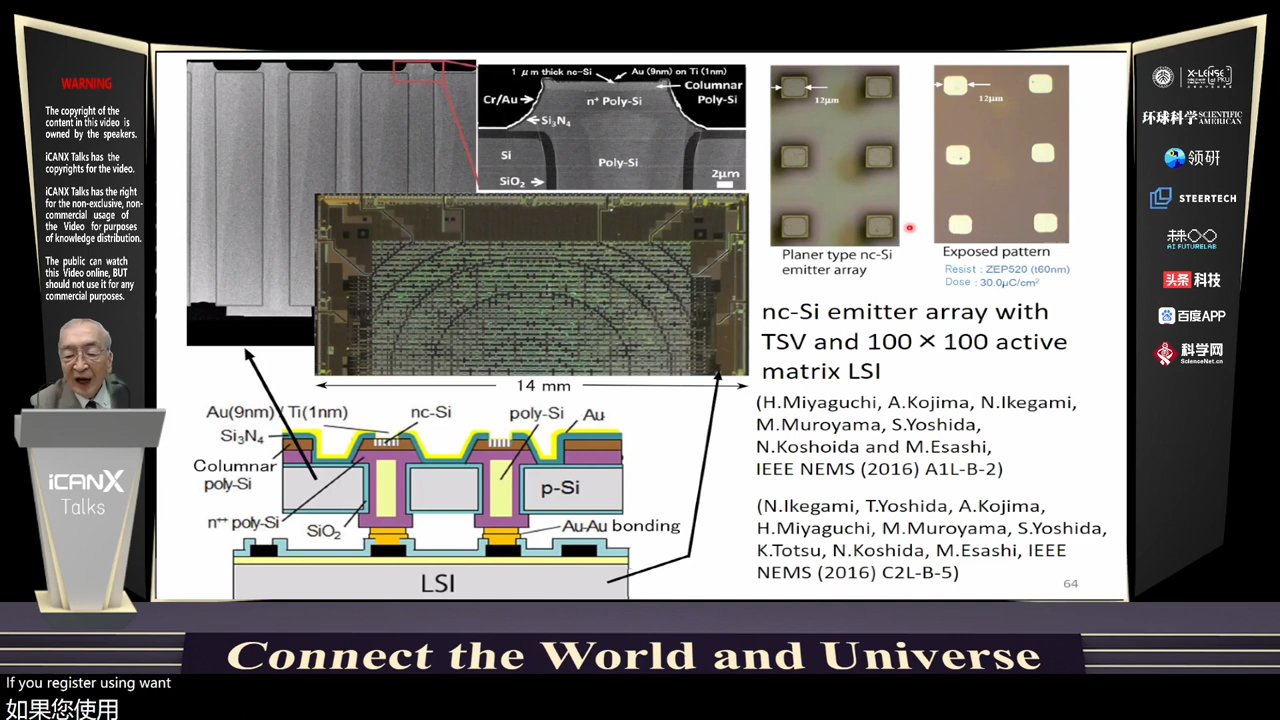 WARNING
The copyright of the
content in this video is
owned by the speakers.
iCANX Talks has the
copyrights for the video.
iCANX Talks has the right
for the non-exclusive, non-
commercial usage of
the Video for purposes
of knowledge distribution.
The public can watch
this Video online, BUT
should not use it for any
commercial purposes.
iCANX
Talks
1 μm thick nc-Si
Au (9nm) on Ti (1nm)
Cr/Au
Columnar
Poly-Si
n⁺ Poly-Si
Si₃N₄
Si
Poly-Si
SiO₂
2μm
14 mm
12μm
Planer type nc-Si
emitter array
12μm
Exposed pattern
Resist : ZEP520 (t60nm)
Dose : 30.0μC/cm²
nc-Si emitter array with
TSV and 100 × 100 active
matrix LSI
(H.Miyaguchi, A.Kojima, N.Ikegami,
M.Muroyama, S.Yoshida,
N.Koshoida and M.Esashi,
IEEE NEMS (2016) A1L-B-2)
(N.Ikegami, T.Yoshida, A.Kojima,
H.Miyaguchi, M.Muroyama, S.Yoshida,
K.Totsu, N.Koshida, M.Esashi, IEEE
NEMS (2016) C2L-B-5)
64
Au(9nm)/Ti(1nm)
nc-Si
poly-Si
Au
Si₃N₄
Columnar
poly-Si
p-Si
n⁺⁺ poly-Si
SiO₂
Au-Au bonding
LSI
X-LENSE
环球科学 SCIENTIFIC AMERICAN
领研
STEERTECH
AI FUTURELAB
头条 科技
百度APP
科学网
ScienceNet.cn
Connect the World and Universe
If you register using want
如果您使用